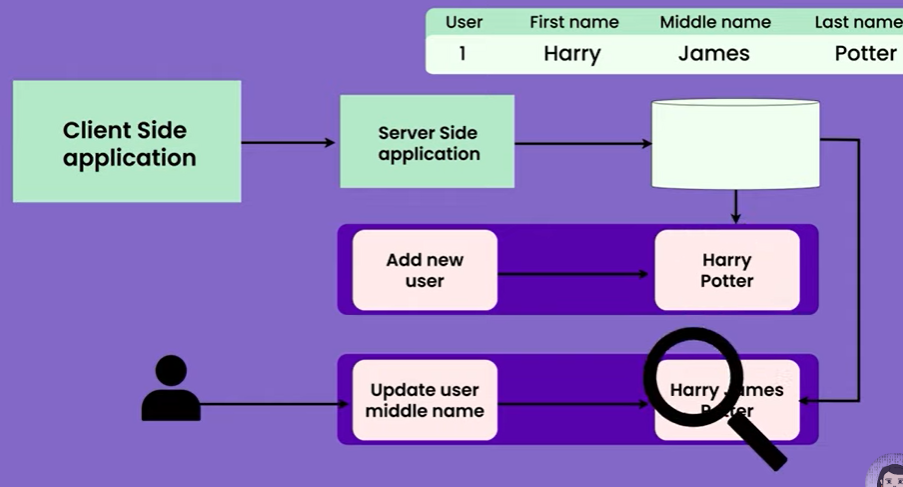 User First name Middle name Last name
1 Harry James Potter
Client Side
application
Server Side
application
Add new
user
Harry
Potter
Update user
middle name
Harry James
Potter